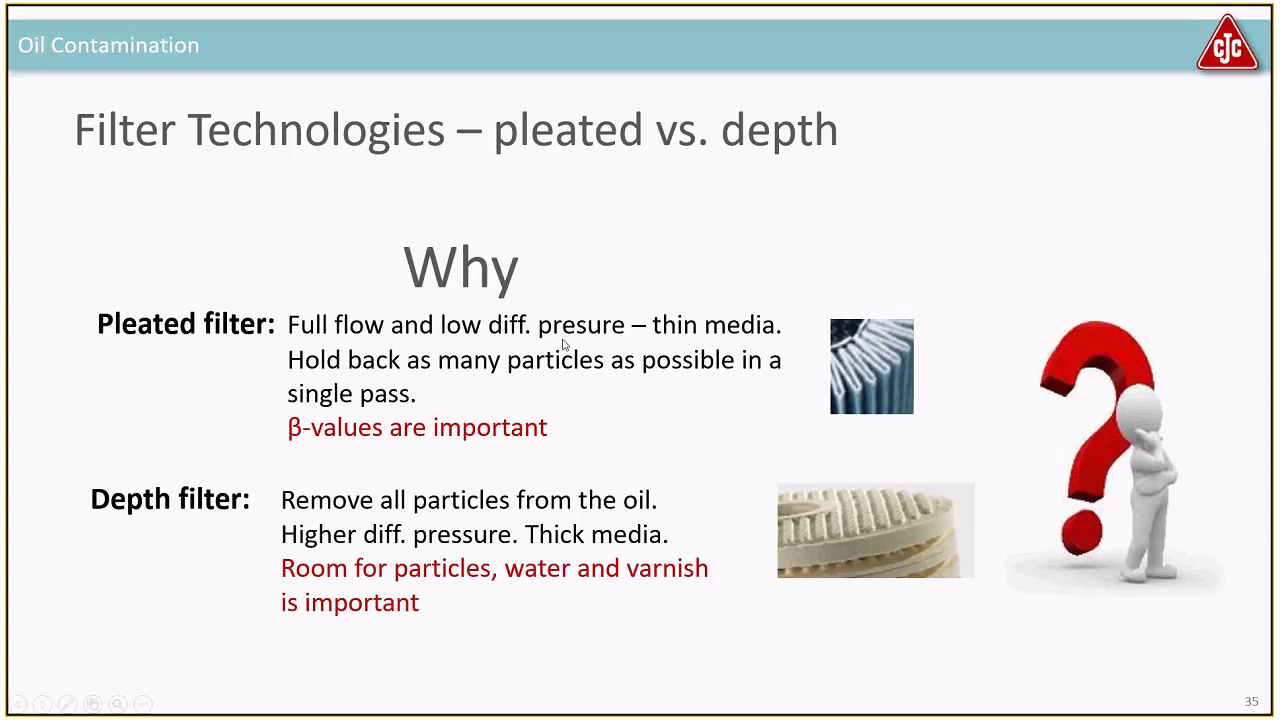 Oil Contamination
CJC
Filter Technologies – pleated vs. depth
Why
Pleated filter: Full flow and low diff. presure – thin media.
Hold back as many particles as possible in a
single pass.
β-values are important
Depth filter: Remove all particles from the oil.
Higher diff. pressure. Thick media.
Room for particles, water and varnish
is important
35